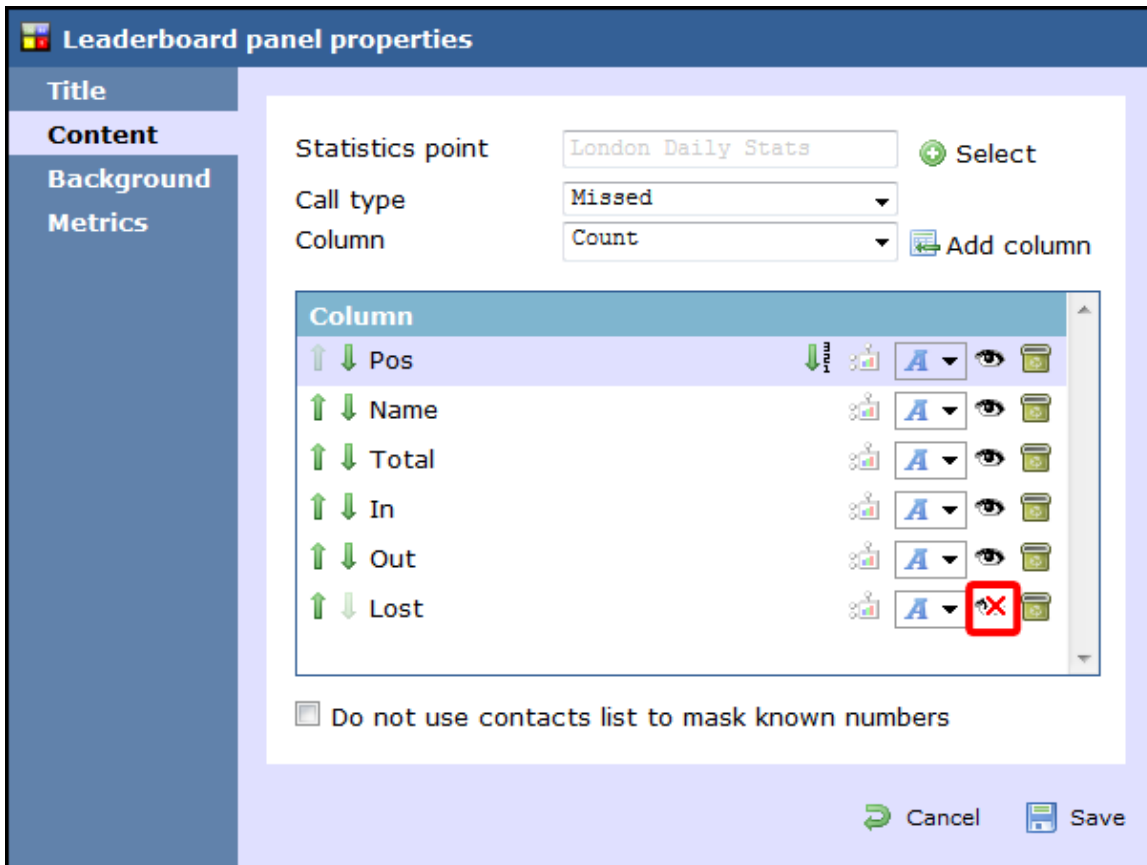 Leaderboard panel properties
Title
Content
Background
Metrics
Statistics point London Daily Stats Select
Call type Missed
Column Count Add column
Column
Pos
Name
Total
In
Out
Lost
Do not use contacts list to mask known numbers
Cancel Save